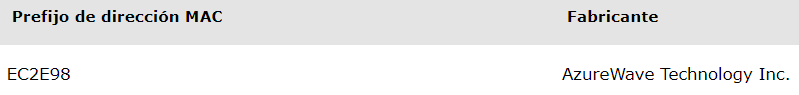 Prefijo de dirección MAC Fabricante
EC2E98 AzureWave Technology Inc.